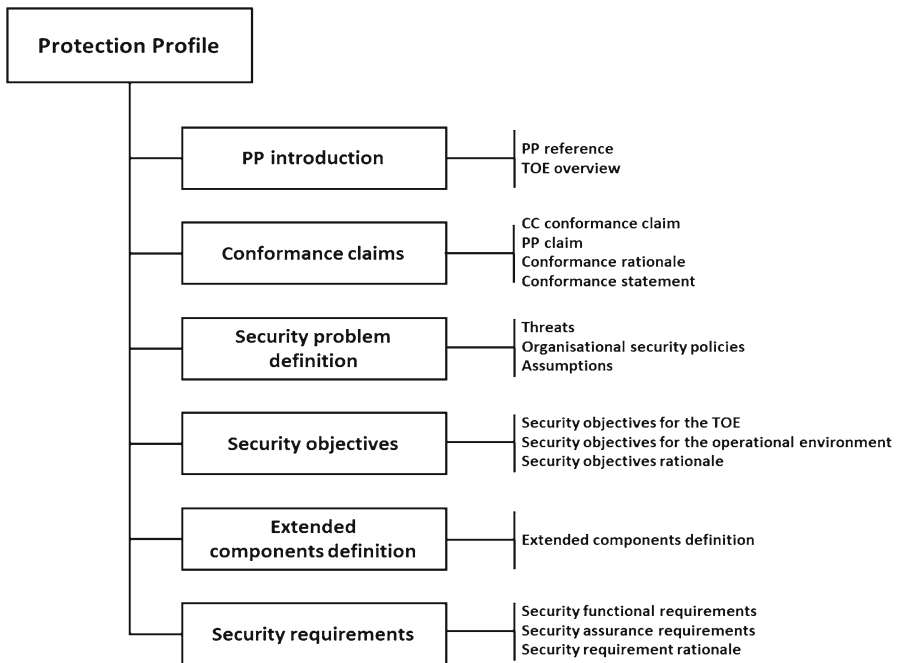 Protection Profile
PP introduction
PP reference
TOE overview
Conformance claims
CC conformance claim
PP claim
Conformance rationale
Conformance statement
Security problem
definition
Threats
Organisational security policies
Assumptions
Security objectives
Security objectives for the TOE
Security objectives for the operational environment
Security objectives rationale
Extended
components definition
Extended components definition
Security requirements
Security functional requirements
Security assurance requirements
Security requirement rationale